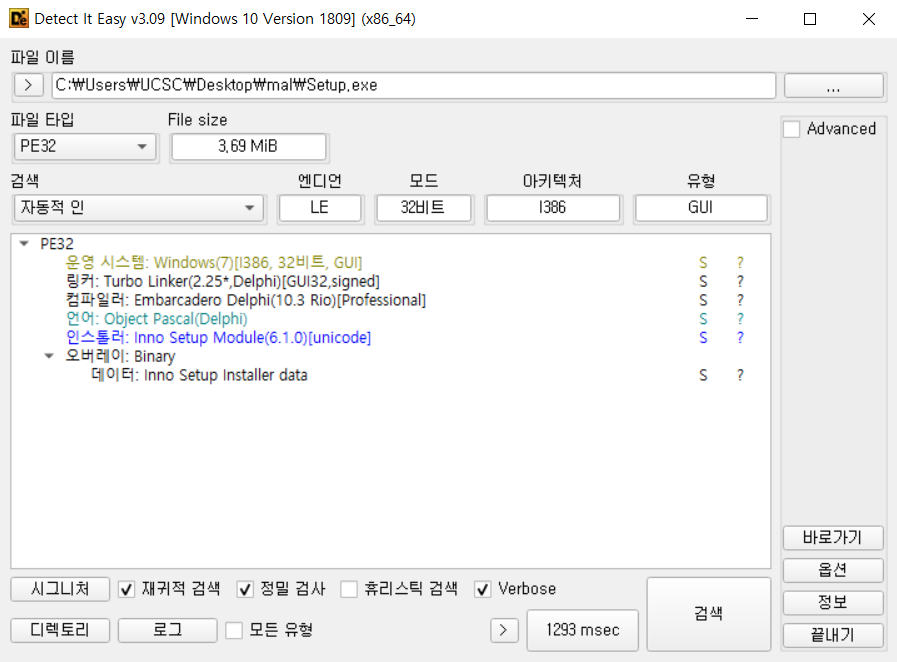 Detect It Easy v3.09 [Windows 10 Version 1809] (x86_64)
파일 이름
> C:₩Users₩UCSC₩Desktop₩mal₩Setup.exe ...
파일 타입 File size
PE32 3,69 MiB
Advanced
검색 엔디언 모드 아키텍처 유형
자동적 인 LE 32비트 I386 GUI
PE32
운영 시스템: Windows(7)[I386, 32비트, GUI] S ?
링커: Turbo Linker(2.25*,Delphi)[GUI32,signed] S ?
컴파일러: Embarcadero Delphi(10.3 Rio)[Professional] S ?
언어: Object Pascal(Delphi) S ?
인스톨러: Inno Setup Module(6.1.0)[unicode] S ?
오버레이: Binary
데이터: Inno Setup Installer data S ?
바로가기
옵션
정보
끝내기
시그니처 재귀적 검색 정밀 검사 휴리스틱 검색 Verbose
디렉토리 로그 모든 유형 > 1293 msec 검색